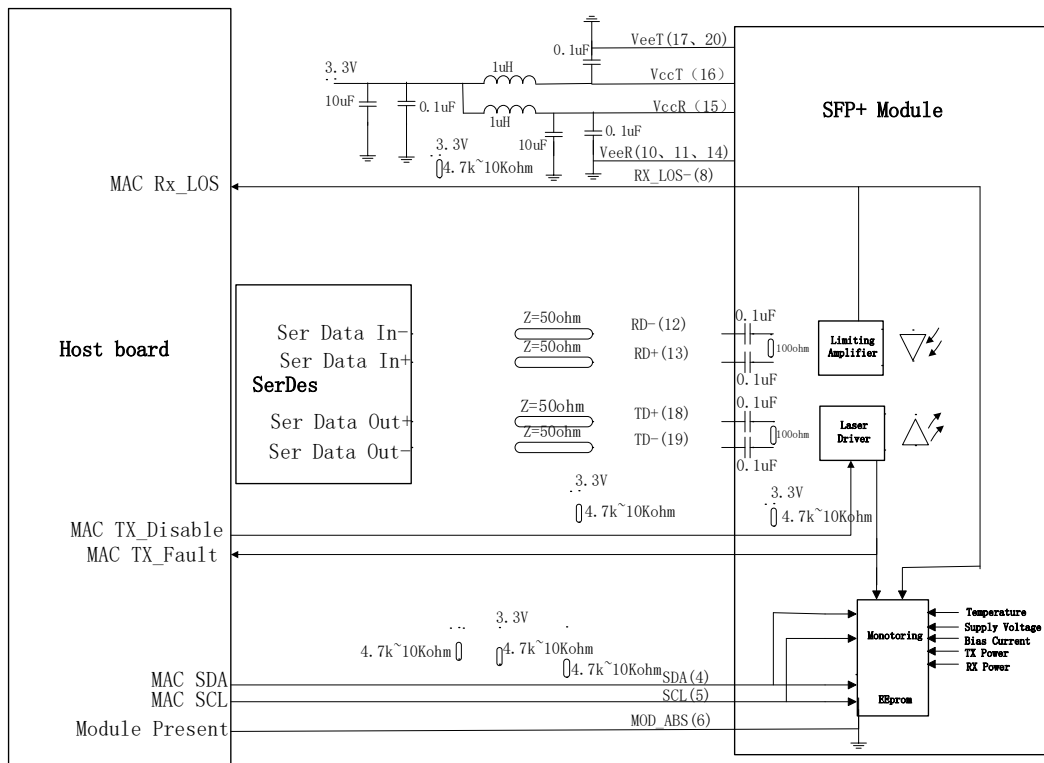 VeeT(17、20)
0.1uF
3.3V
1uH
VccT（16）
10uF
0.1uF
VccR（15）
SFP+ Module
1uH
10uF
0.1uF
3.3V
VeeR(10、11、14)
4.7k~10Kohm
RX_LOS-(8)
MAC Rx_LOS
Z=50ohm
RD-(12)
0.1uF
Ser Data In-
Host board
Z=50ohm
RD+(13)
100ohm
Limiting
Amplifier
Ser Data In+
0.1uF
SerDes
Z=50ohm
TD+(18)
0.1uF
Ser Data Out+
Z=50ohm
TD-(19)
100ohm
Laser
Driver
Ser Data Out-
0.1uF
3.3V
3.3V
4.7k~10Kohm
4.7k~10Kohm
MAC TX_Disable
MAC TX_Fault
Temperature
3.3V
Supply Voltage
Monotoring
Bias Current
4.7k~10Kohm
4.7k~10Kohm
TX Power
4.7k~10Kohm
RX Power
MAC SDA
SDA(4)
MAC SCL
SCL(5)
EEprom
Module Present
MOD_ABS(6)